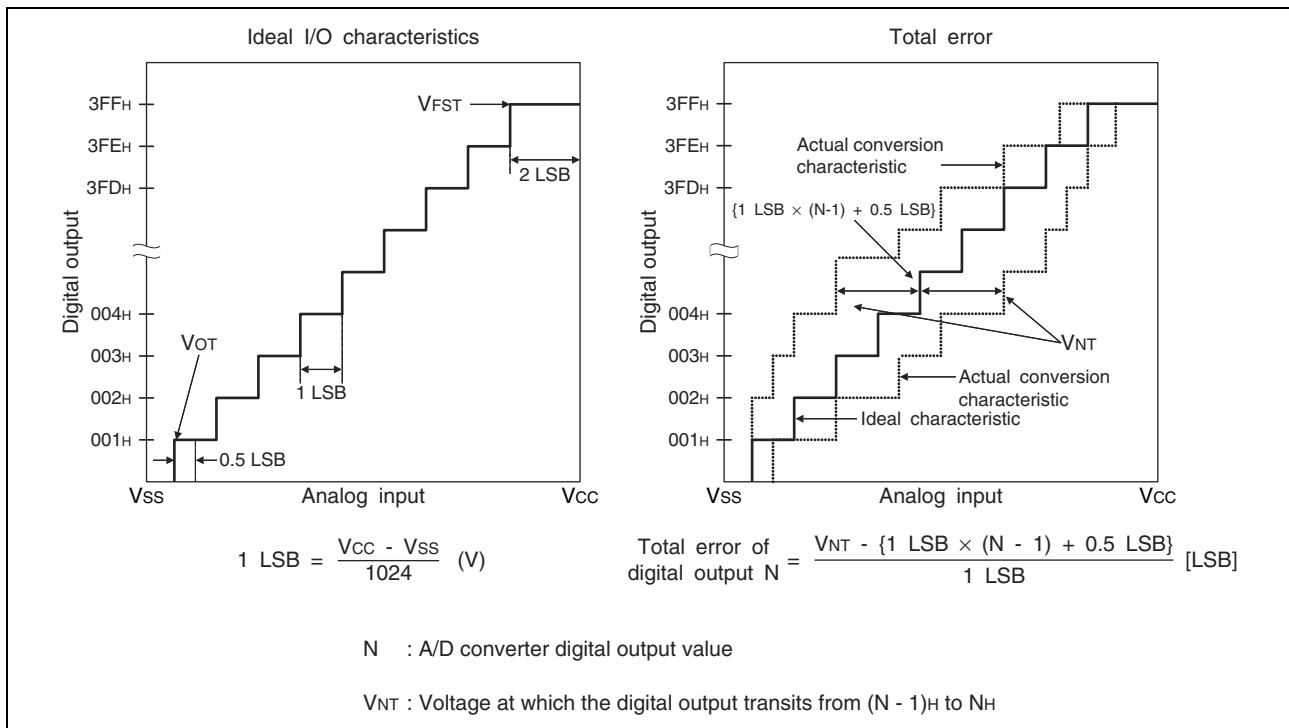 Ideal I/O characteristics
3FFH
3FEH
3FDH
004H
003H
002H
001H
Digital output
VFST
2 LSB
VOT
1 LSB
0.5 LSB
VSS
Analog input
VCC
1 LSB = VCC - VSS / 1024 (V)
Total error
3FFH
3FEH
3FDH
004H
003H
002H
001H
Digital output
Actual conversion
characteristic
{1 LSB × (N-1) + 0.5 LSB}
VNT
Actual conversion
characteristic
Ideal characteristic
VSS
Analog input
VCC
Total error of
digital output N = VNT - {1 LSB × (N - 1) + 0.5 LSB} / 1 LSB [LSB]
N : A/D converter digital output value
VNT : Voltage at which the digital output transits from (N - 1)H to NH